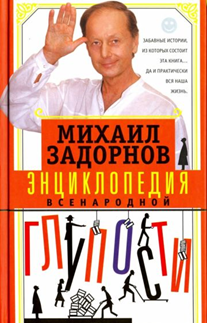 ЗАБАВНЫЕ ИСТОРИИ,
ИЗ КОТОРЫХ СОСТОИТ
ЭТА КНИГА...
ДА И ПРАКТИЧЕСКИ
ВСЯ НАША
ЖИЗНЬ.
МИХАИЛ
ЗАДОРНОВ
ЭНЦИКЛОПЕДИЯ
ВСЕНАРОДНОЙ
ГЛУПОСТИ